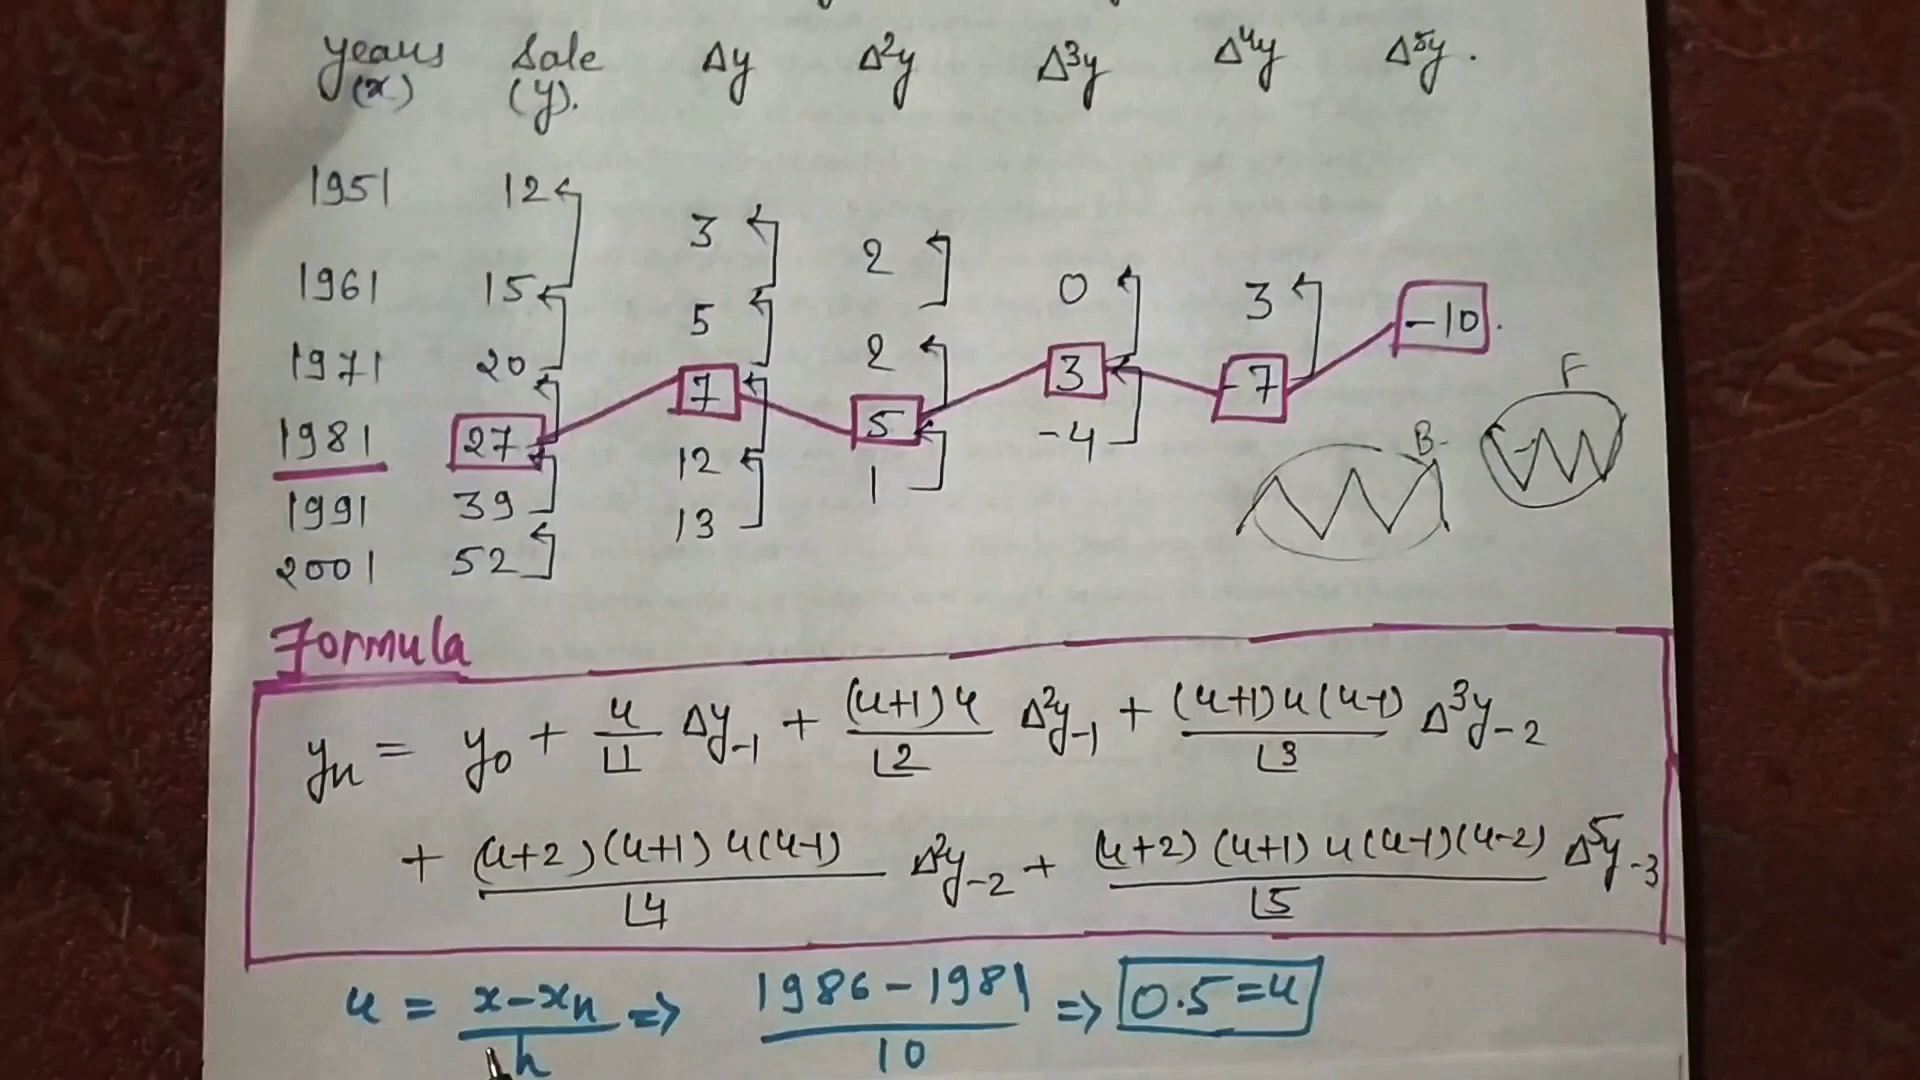 years Sale Δy Δ²y Δ³y Δ⁴y Δ⁵y.
(x) (y).
1951 12
3
2
1961 15 0 3
5 -10.
1971 20 2 3 -7 F
7
1981 27 5 -4 B-
12 1
1991 39
13
2001 52
Formula
yu = y₀ + u/⌊1 Δy₋₁ + (u+1)u/⌊2 Δ²y₋₁ + (u+1)u(u-1)/⌊3 Δ³y₋₂
+ (u+2)(u+1)u(u-1)/⌊4 Δ²y₋₂ + (u+2)(u+1)u(u-1)(u-2)/⌊5 Δ⁵y₋₃
u = x-xn/h ⇒ 1986-1981/10 ⇒ 0.5=u